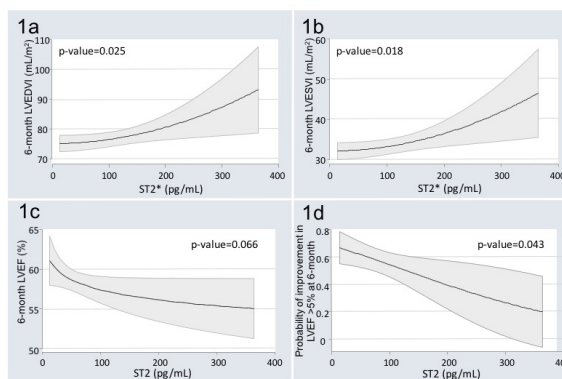 1a
p-value=0.025
6-month LVEDVI (mL/m²)
110
100
90
80
70
0
100
200
300
400
ST2* (pg/mL)
1b
p-value=0.018
6-month LVESVI (mL/m²)
60
50
40
30
0
100
200
300
400
ST2* (pg/mL)
1c
p-value=0.066
6-month LVEF (%)
65
60
55
50
0
100
200
300
400
ST2 (pg/mL)
1d
p-value=0.043
Probability of improvement in
LVEF >5% at 6-month
0.8
0.6
0.4
0.2
0
0
100
200
300
400
ST2 (pg/mL)